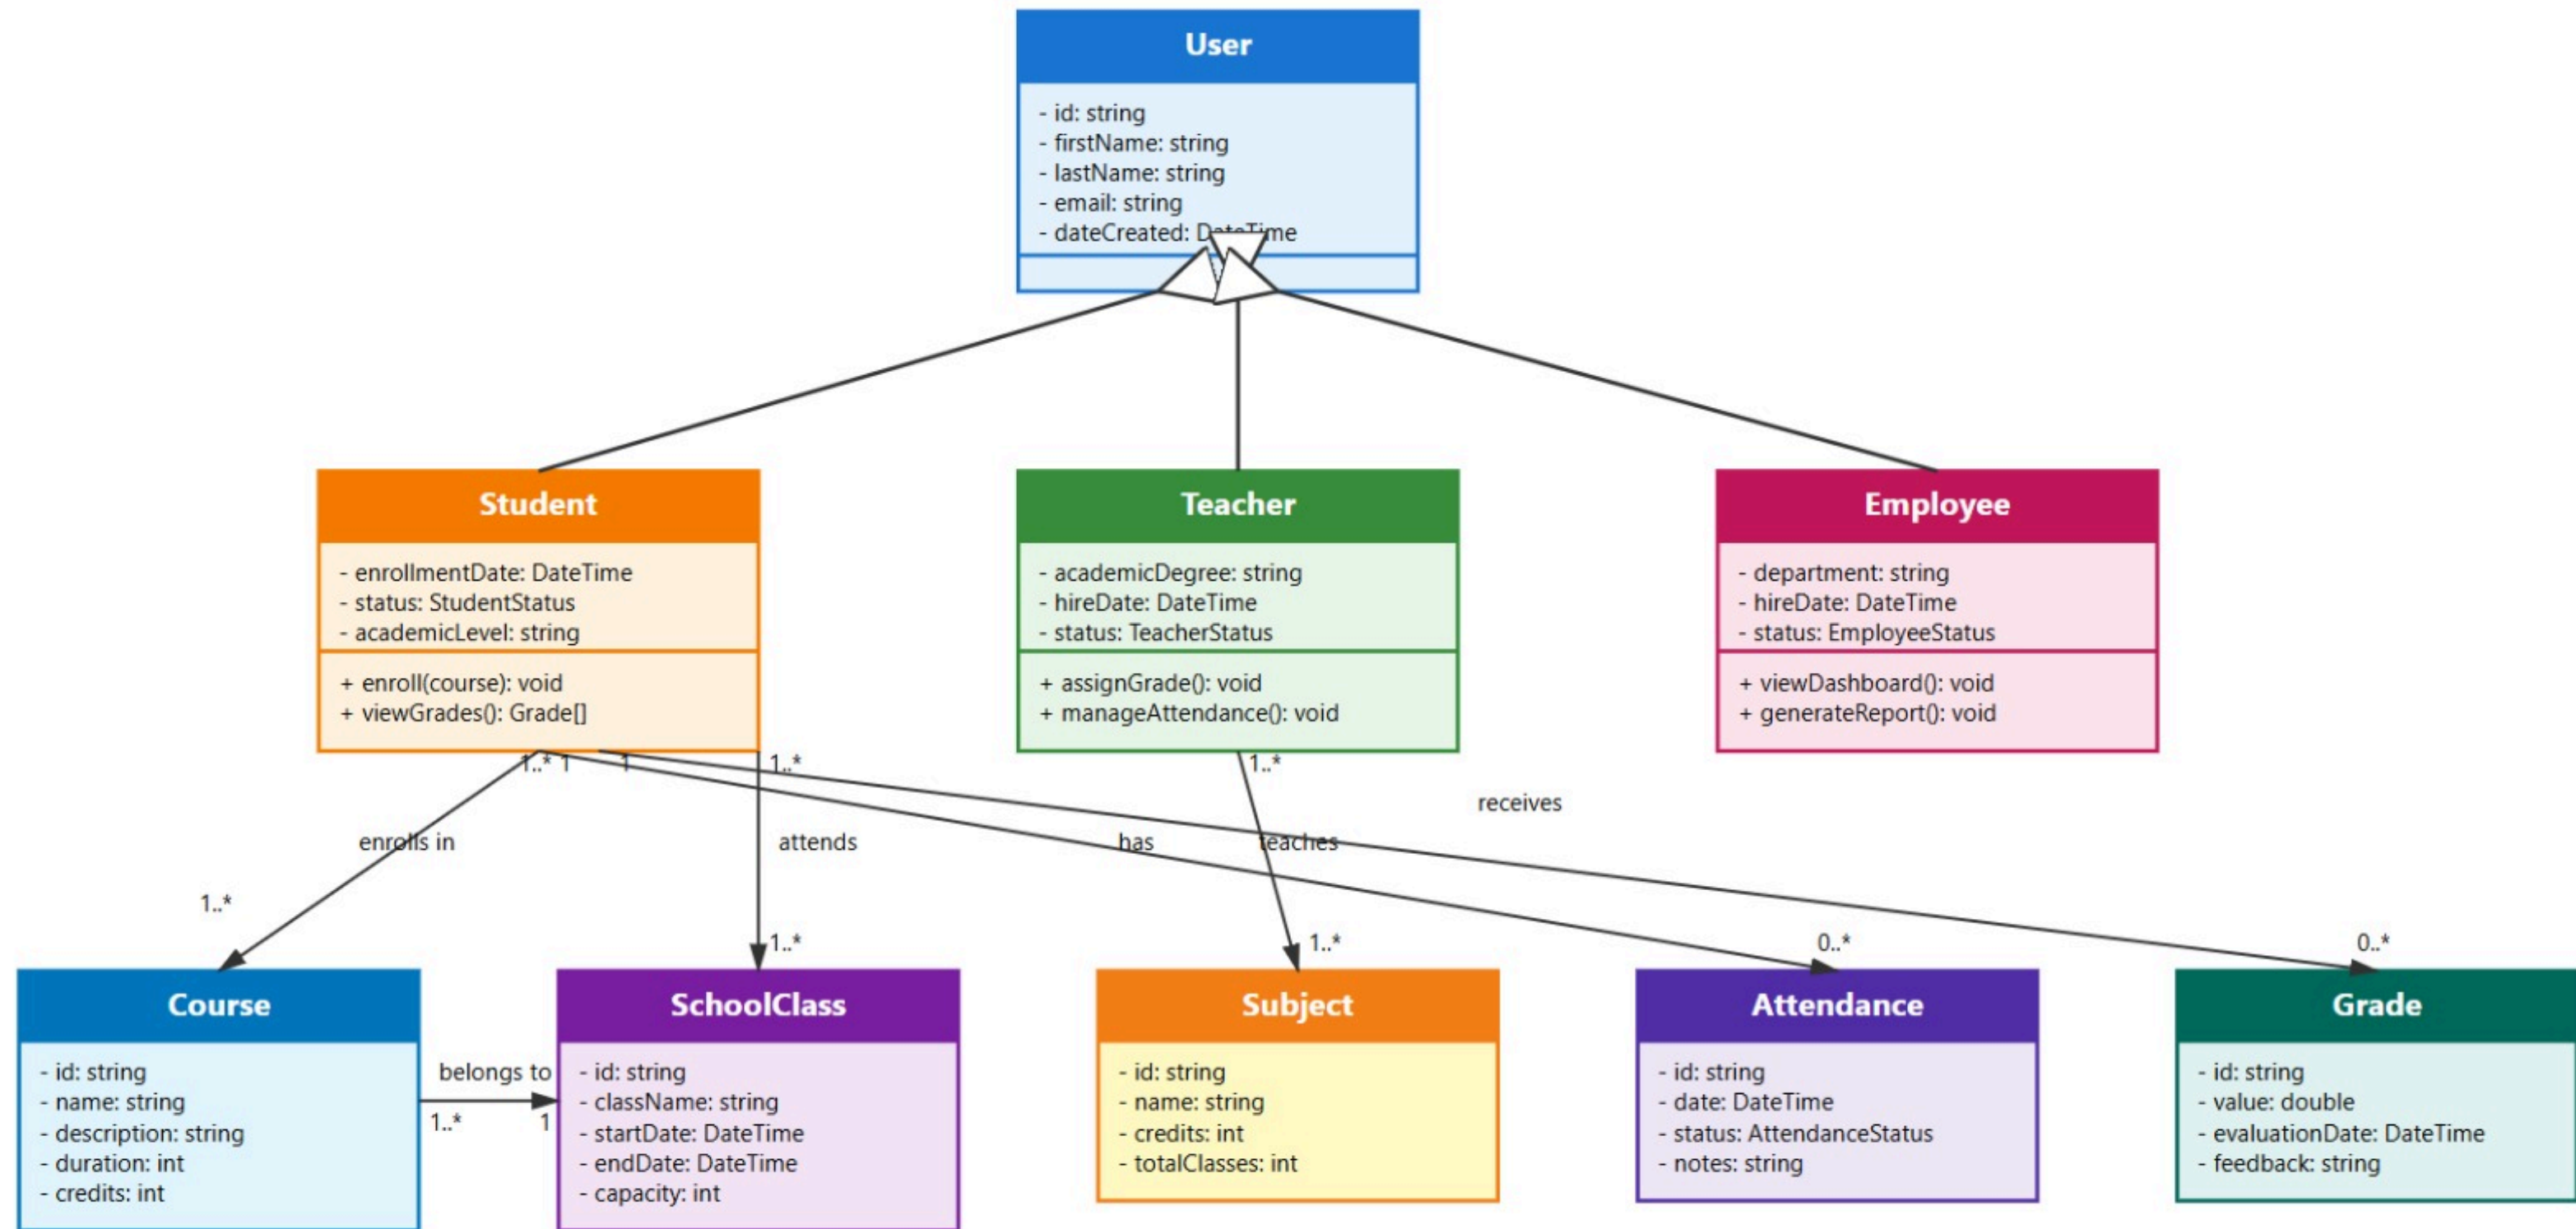 User
- id: string
- firstName: string
- lastName: string
- email: string
- dateCreated: DateTime
Student
- enrollmentDate: DateTime
- status: StudentStatus
- academicLevel: string
+ enroll(course): void
+ viewGrades(): Grade[]
Teacher
- academicDegree: string
- hireDate: DateTime
- status: TeacherStatus
+ assignGrade(): void
+ manageAttendance(): void
Employee
- department: string
- hireDate: DateTime
- status: EmployeeStatus
+ viewDashboard(): void
+ generateReport(): void
1..*
1
1
1..*
1..*
receives
enrolls in
attends
has
teaches
1..*
1..*
1..*
0..*
0..*
Course
- id: string
- name: string
- description: string
- duration: int
- credits: int
belongs to
1..*
1
SchoolClass
- id: string
- className: string
- startDate: DateTime
- endDate: DateTime
- capacity: int
Subject
- id: string
- name: string
- credits: int
- totalClasses: int
Attendance
- id: string
- date: DateTime
- status: AttendanceStatus
- notes: string
Grade
- id: string
- value: double
- evaluationDate: DateTime
- feedback: string